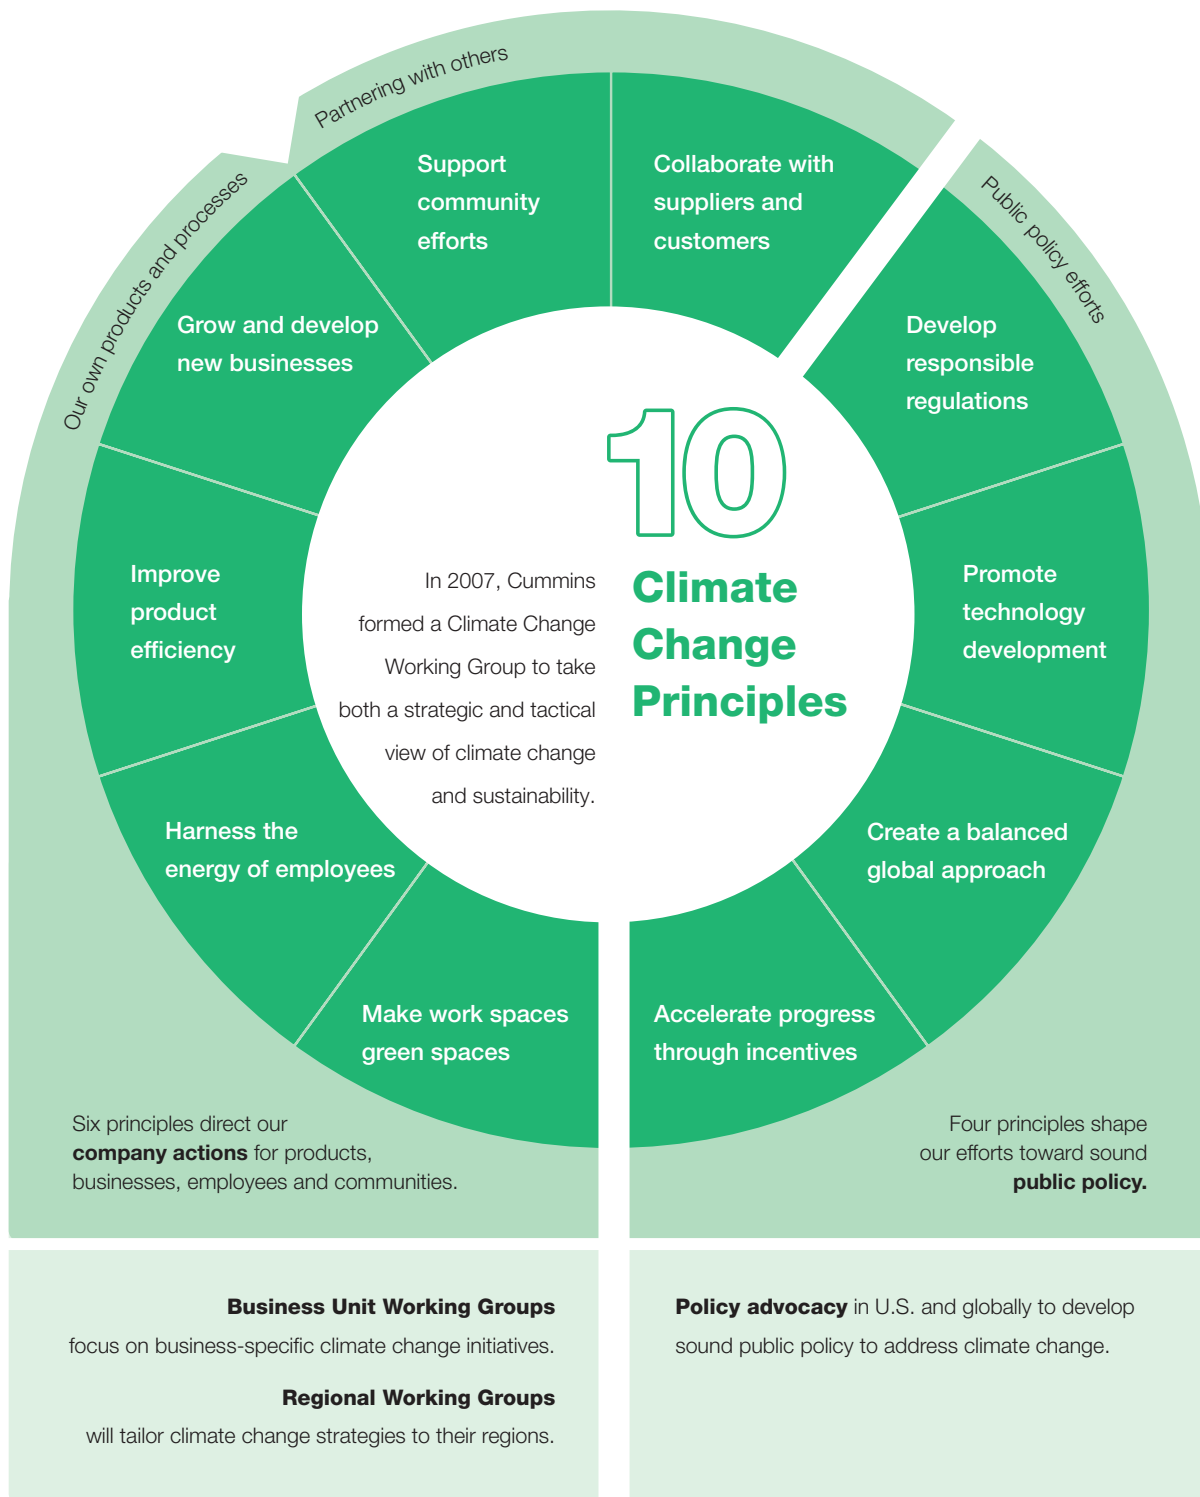 Partnering with others
Our own products and processes
Public policy efforts
Support
community
efforts
Collaborate with
suppliers and
customers
Grow and develop
new businesses
Develop
responsible
regulations
Improve
product
efficiency
Promote
technology
development
Harness the
energy of employees
Create a balanced
global approach
Make work spaces
green spaces
Accelerate progress
through incentives
10
Climate
Change
Principles
In 2007, Cummins
formed a Climate Change
Working Group to take
both a strategic and tactical
view of climate change
and sustainability.
Six principles direct our
company actions for products,
businesses, employees and communities.
Four principles shape
our efforts toward sound
public policy.
Business Unit Working Groups
focus on business-specific climate change initiatives.
Regional Working Groups
will tailor climate change strategies to their regions.
Policy advocacy in U.S. and globally to develop
sound public policy to address climate change.